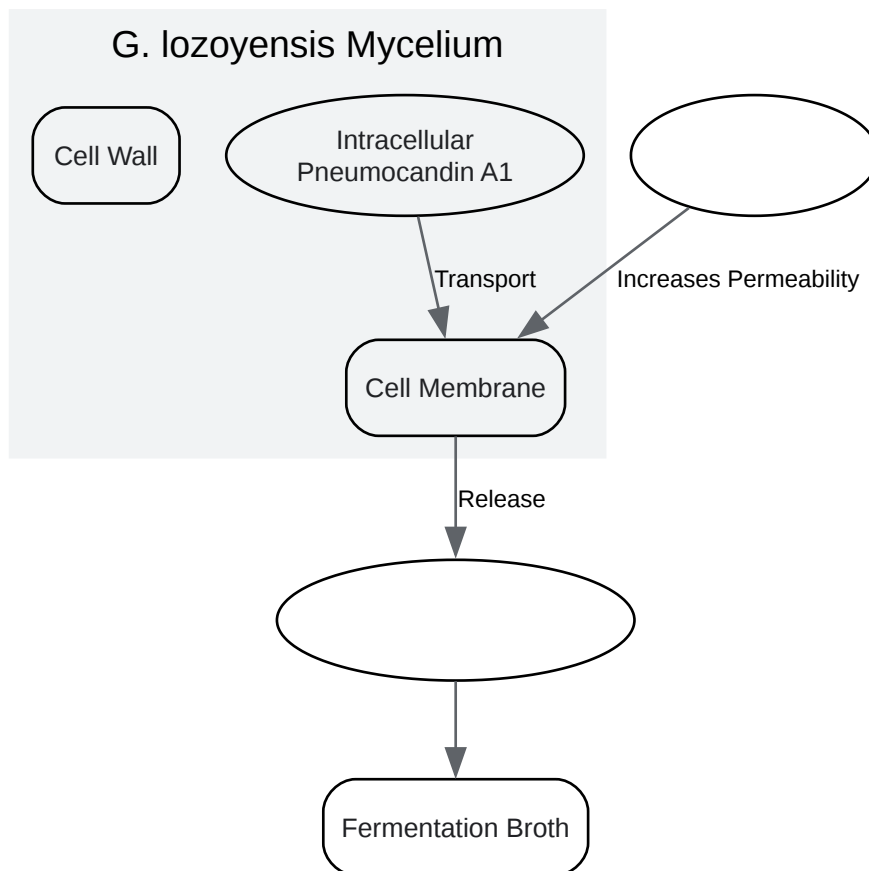 G. lozoyensis Mycelium
Cell Wall
Intracellular
Pneumocandin A1
Transport
Increases Permeability
Cell Membrane
Release
Fermentation Broth